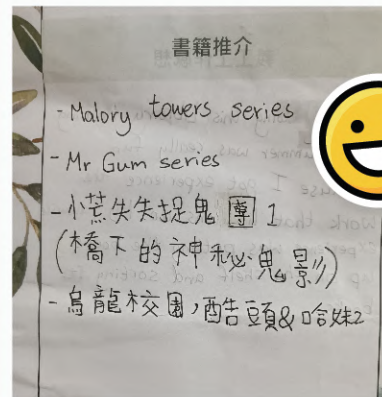 書籍推介
- Malory towers series
- Mr Gum series
- 小荒失失捉鬼團 1
(橋下的神秘鬼影)
- 烏龍校園,酷頭&哈妹2